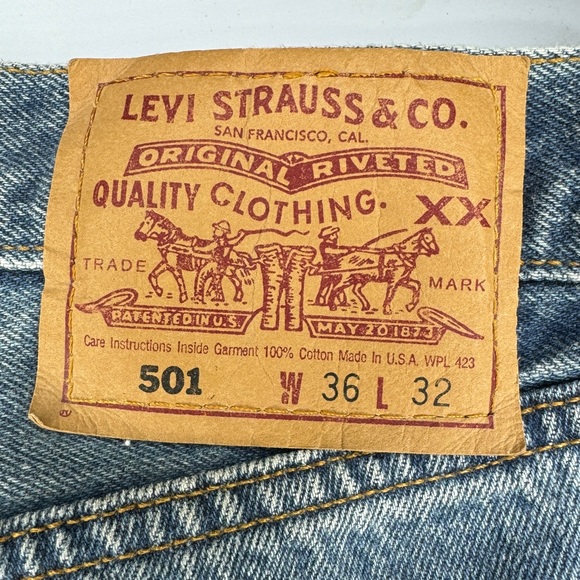 LEVI STRAUSS & CO.
SAN FRANCISCO, CAL.
ORIGINAL RIVETED
QUALITY CLOTHING. XX
TRADE MARK
PATENTED IN U.S. MAY 20 1873
Care Instructions Inside Garment 100% Cotton Made In U.S.A. WPL 423
501 W 36 L 32